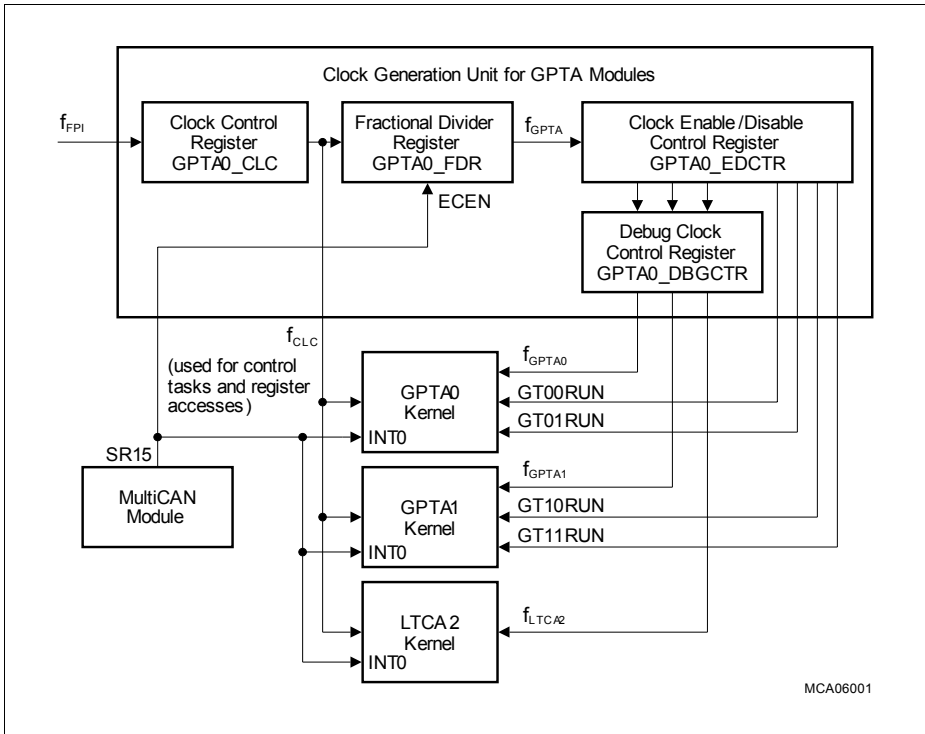 Clock Generation Unit for GPTA Modules
fFPI
Clock Control
Register
GPTA0_CLC
Fractional Divider
Register
GPTA0_FDR
fGPTA
Clock Enable/Disable
Control Register
GPTA0_EDCTR
ECEN
Debug Clock
Control Register
GPTA0_DBGCTR
fCLC
(used for control
tasks and register
accesses)
fGPTA0
GPTA0
Kernel
INT0
GT00RUN
GT01RUN
SR15
MultiCAN
Module
fGPTA1
GPTA1
Kernel
INT0
GT10RUN
GT11RUN
LTCA2
Kernel
INT0
fLTCA2
MCA06001